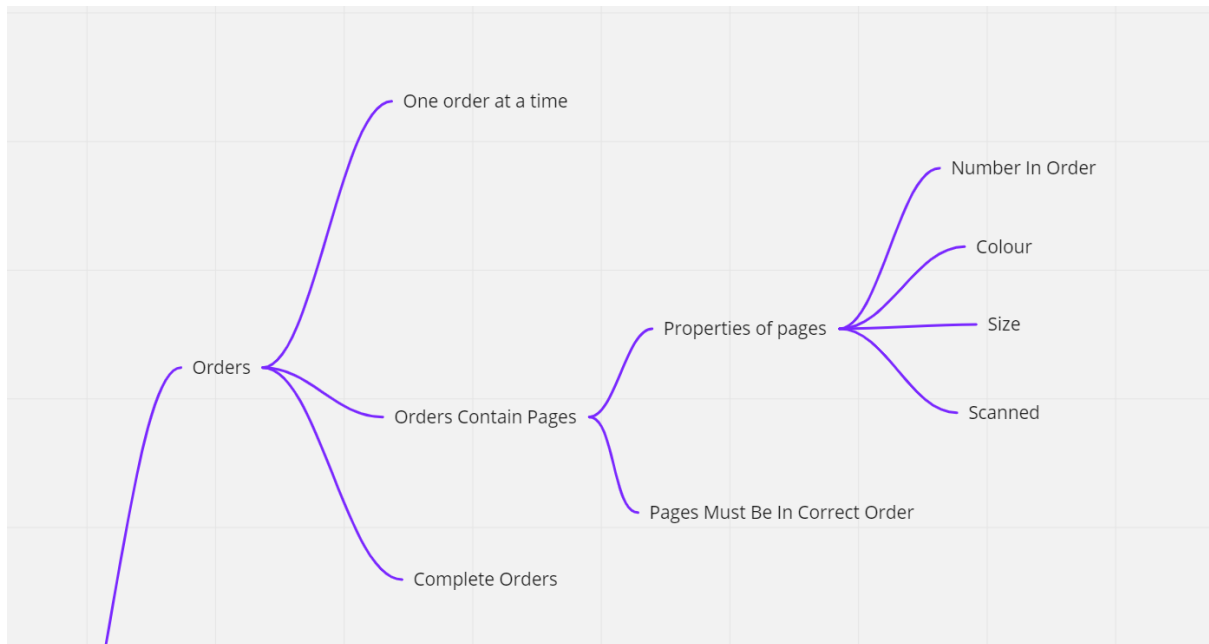 One order at a time
Number In Order
Colour
Size
Properties of pages
Orders
Scanned
Orders Contain Pages
Pages Must Be In Correct Order
Complete Orders